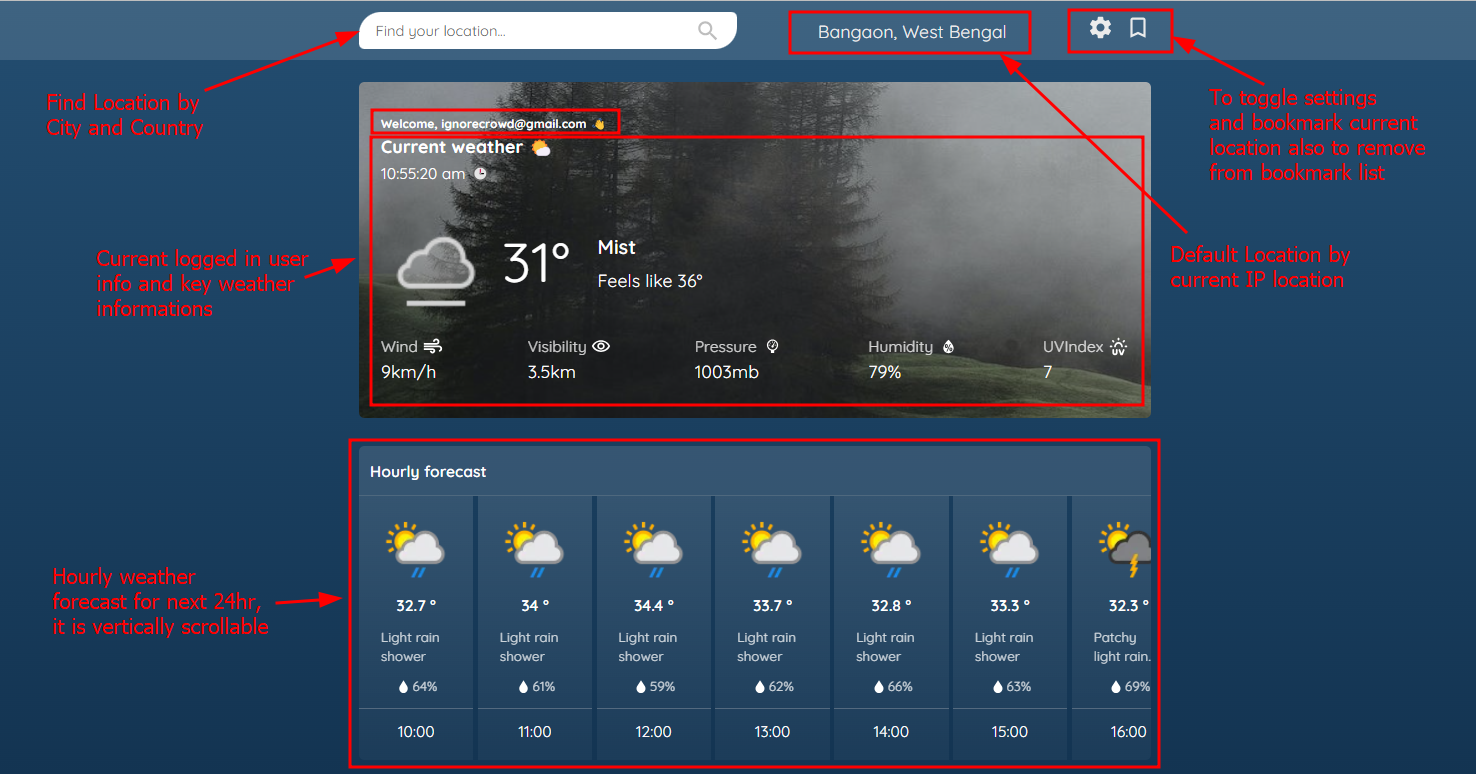 Find your location...
Bangaon, West Bengal
Find Location by
City and Country
To toggle settings
and bookmark current
location also to remove
from bookmark list
Welcome, ignorecrowd@gmail.com 👋
Current weather
10:55:20 am
Current logged in user
info and key weather
informations
31°
Mist
Feels like 36°
Default Location by
current IP location
Wind
9km/h
Visibility
3.5km
Pressure
1003mb
Humidity
79%
UVIndex UV
7
Hourly forecast
Hourly weather
forecast for next 24hr,
it is vertically scrollable
32.7 °
Light rain
shower
64%
10:00
34 °
Light rain
shower
61%
11:00
34.4 °
Light rain
shower
59%
12:00
33.7 °
Light rain
shower
62%
13:00
32.8 °
Light rain
shower
66%
14:00
33.3 °
Light rain
shower
63%
15:00
32.3 °
Patchy
light rain.
69%
16:00